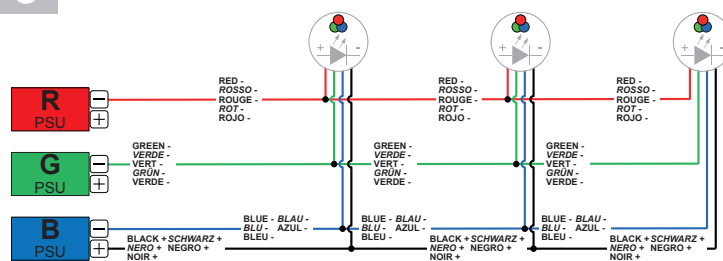 + -
+ -
+ -
RED -
ROSSO -
ROUGE -
ROT -
ROJO -
RED -
ROSSO -
ROUGE -
ROT -
ROJO -
RED -
ROSSO -
ROUGE -
ROT -
ROJO -
R
PSU
-
+
GREEN -
VERDE -
VERT -
GRÜN -
VERDE -
GREEN -
VERDE -
VERT -
GRÜN -
VERDE -
GREEN -
VERDE -
VERT -
GRÜN -
VERDE -
G
PSU
-
+
BLUE - BLAU -
BLU - AZUL -
BLEU -
BLUE - BLAU -
BLU - AZUL -
BLEU -
BLUE - BLAU -
BLU - AZUL -
BLEU -
B
PSU
-
+
BLACK + SCHWARZ +
NERO + NEGRO +
NOIR +
BLACK + SCHWARZ +
NERO + NEGRO +
NOIR +
BLACK + SCHWARZ +
NERO + NEGRO +
NOIR +